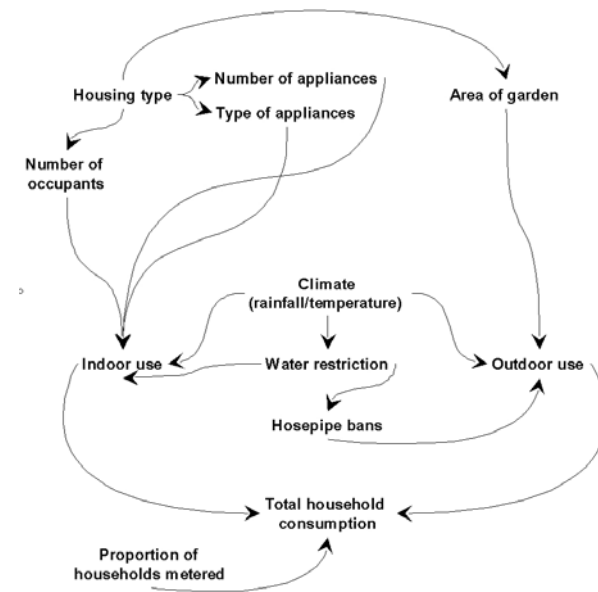 Number of appliances
Housing type
Area of garden
Type of appliances
Number of
occupants
Climate
(rainfall/temperature)
Indoor use
Water restriction
Outdoor use
Hosepipe bans
Total household
consumption
Proportion of
households metered